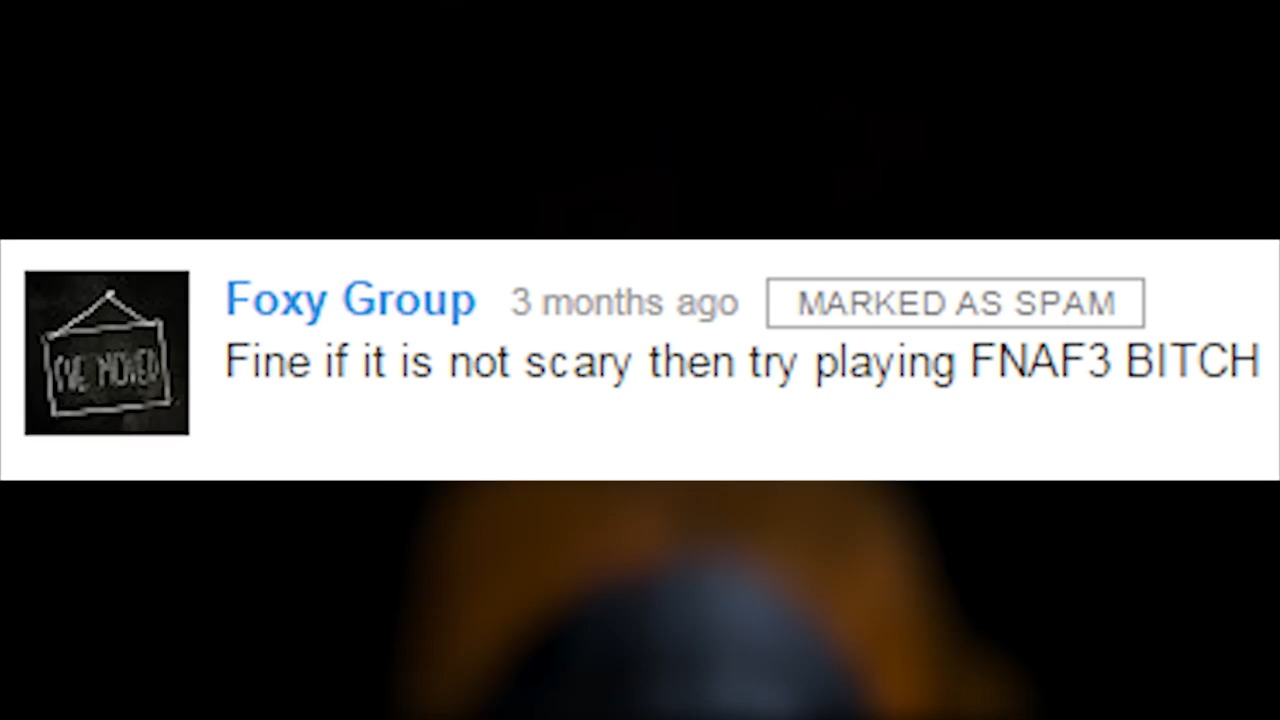 I'VE MOVED
Foxy Group 3 months ago MARKED AS SPAM
Fine if it is not scary then try playing FNAF3 BITCH